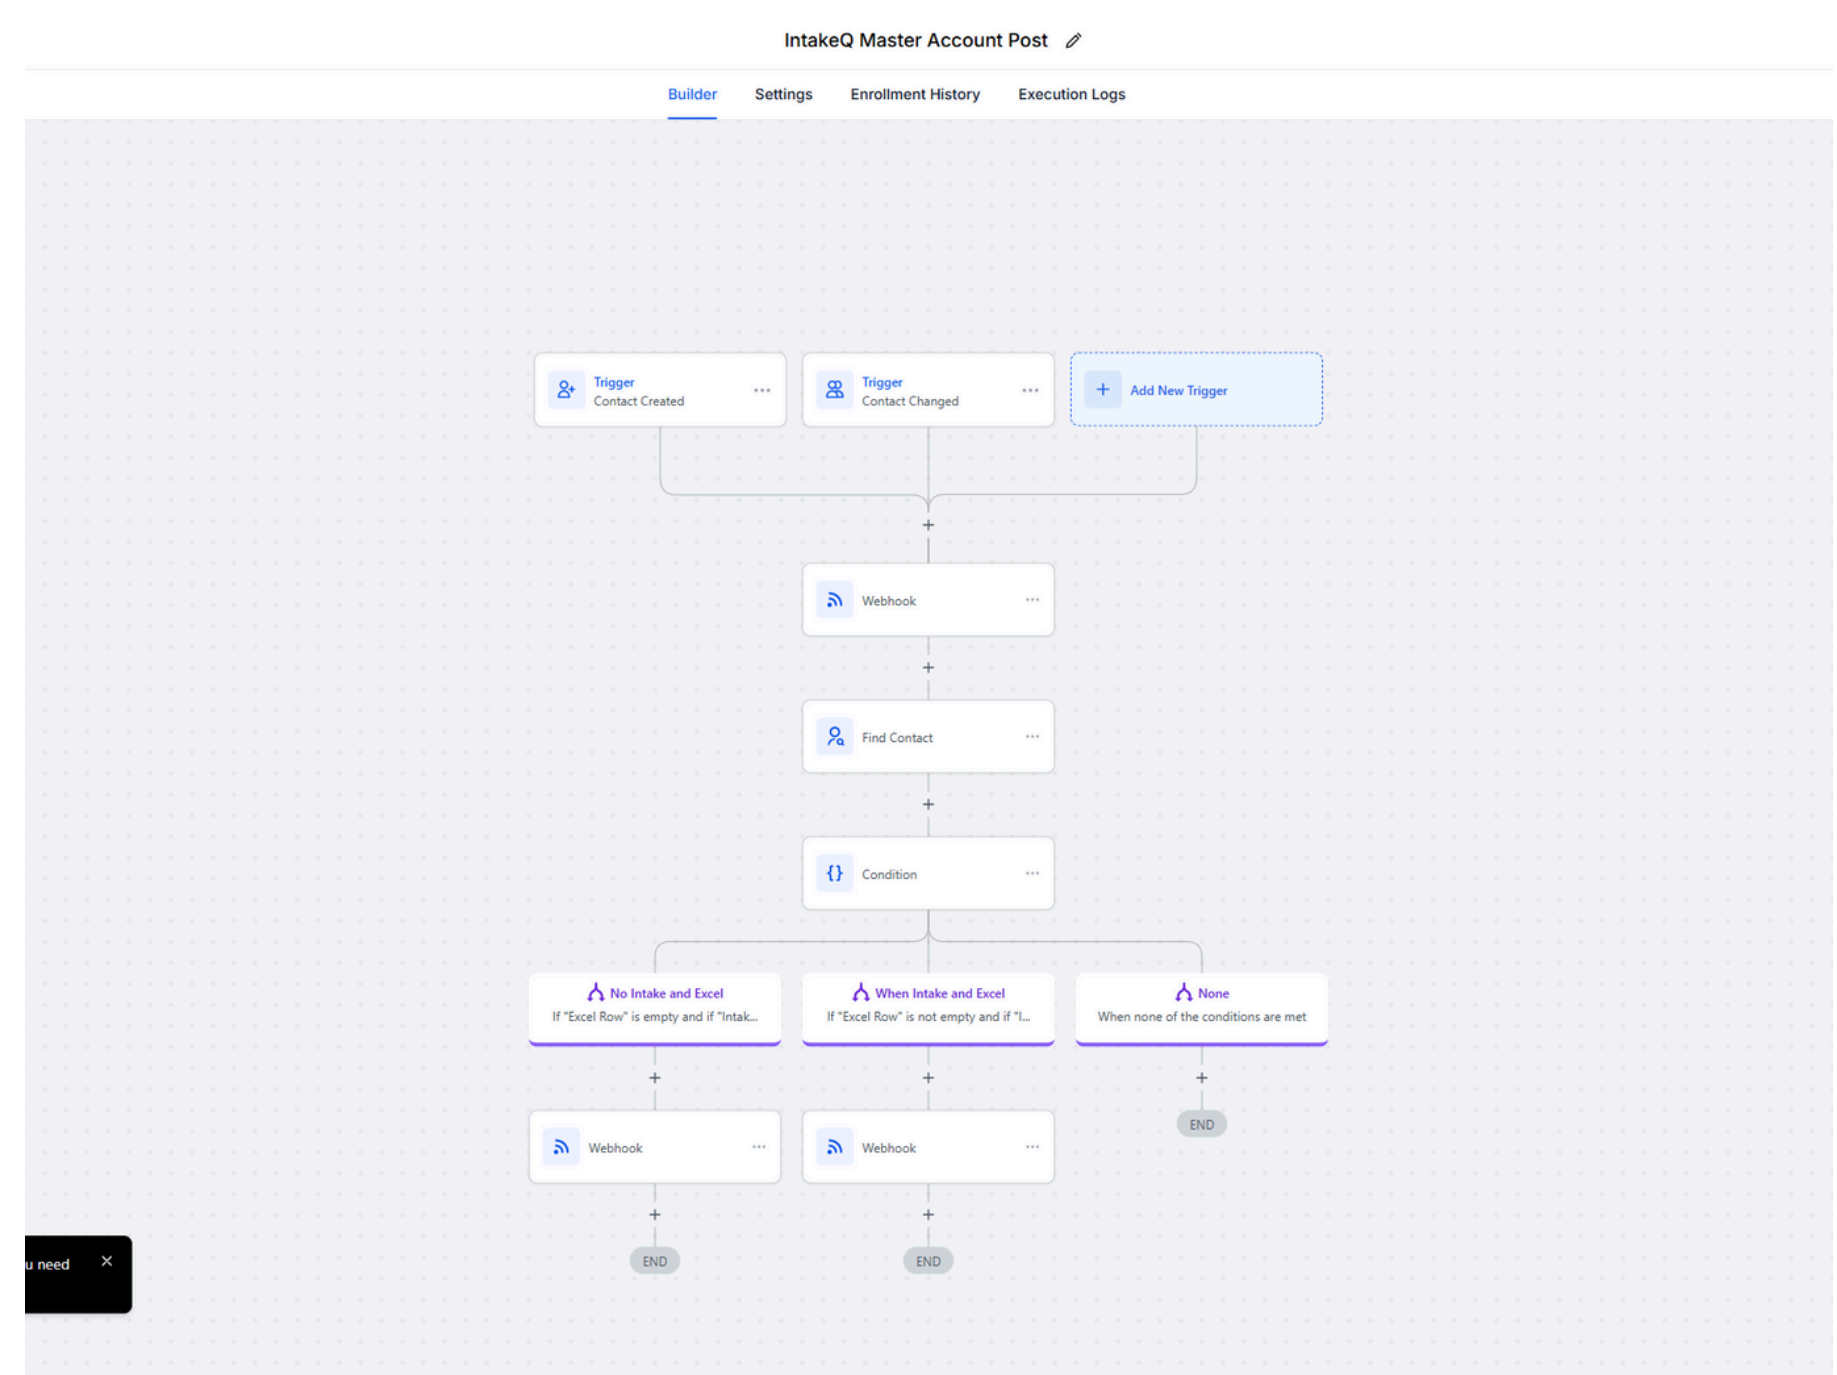 IntakeQ Master Account Post
Builder
Settings
Enrollment History
Execution Logs
Trigger
Contact Created
Trigger
Contact Changed
Add New Trigger
Webhook
Find Contact
Condition
No Intake and Excel
If "Excel Row" is empty and if "Intak...
When Intake and Excel
If "Excel Row" is not empty and if "I...
None
When none of the conditions are met
Webhook
Webhook
END
END
END
u need